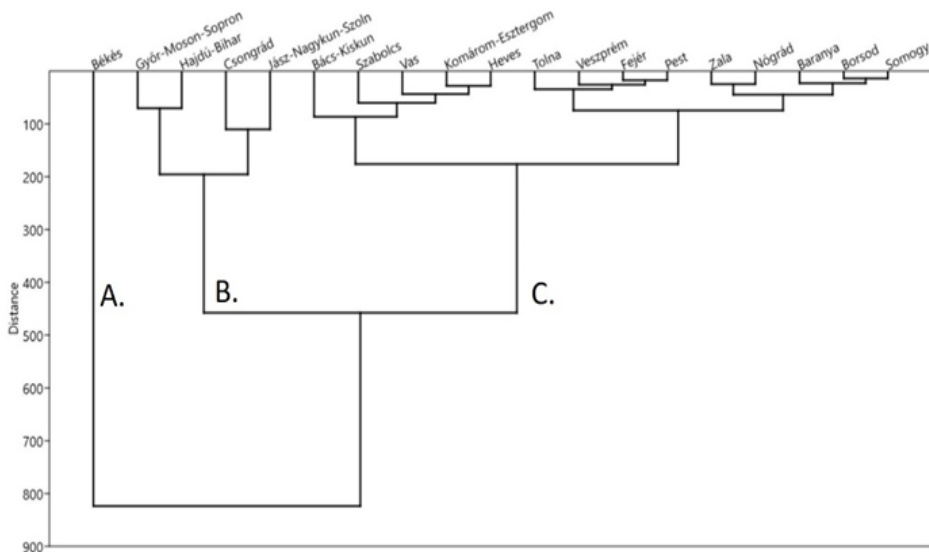 Békés
Győr-Moson-Sopron
Hajdú-Bihar
Csongrád
Jász-Nagykun-Szoln
Bács-Kiskun
Szabolcs
Vas
Komárom-Esztergom
Heves
Tolna
Veszprém
Fejér
Pest
Zala
Nógrád
Baranya
Borsod
Somogy
100
200
300
400
500
600
700
800
900
Distance
A.
B.
C.